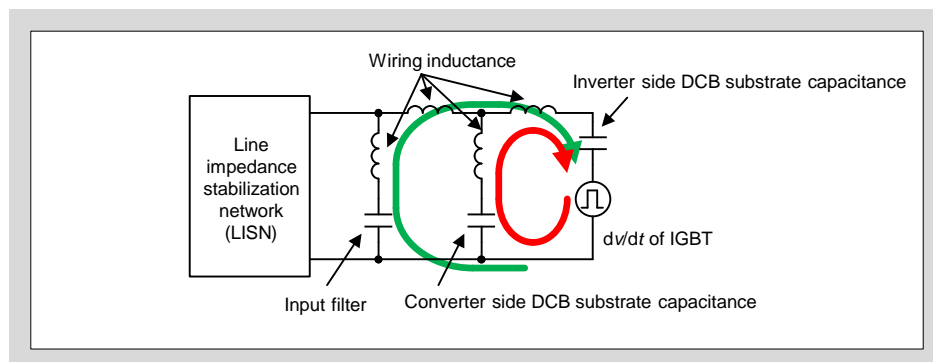 Wiring inductance
Inverter side DCB substrate capacitance
Line
impedance
stabilization
network
(LISN)
dv/dt of IGBT
Input filter
Converter side DCB substrate capacitance